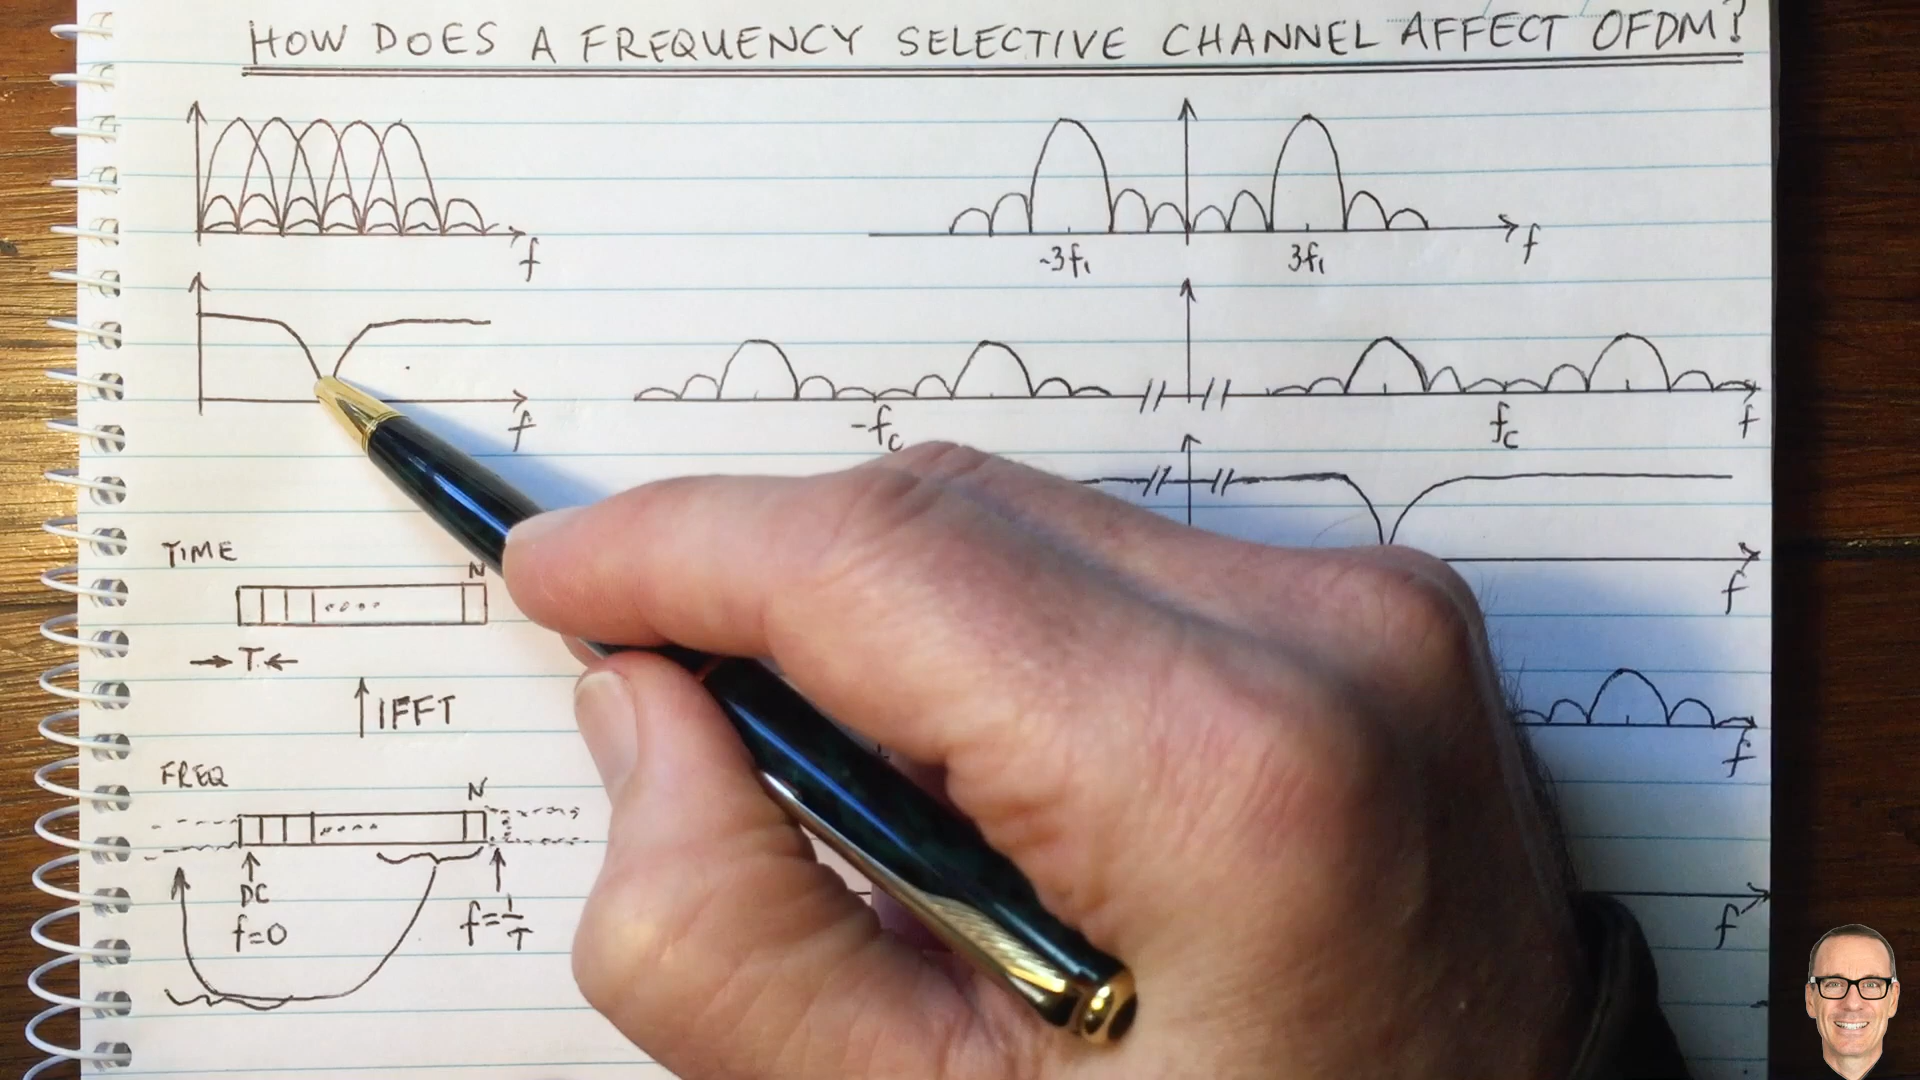 HOW DOES A FREQUENCY SELECTIVE CHANNEL AFFECT OFDM?
f
-3f₁ 3f₁ f
f
-fc fc f
f
TIME
N
T
IFFT
f
FREQ
N
DC
f=0
f=1/T
f